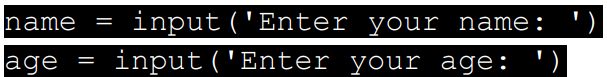 name = input('Enter your name: ')
age = input('Enter your age: ')